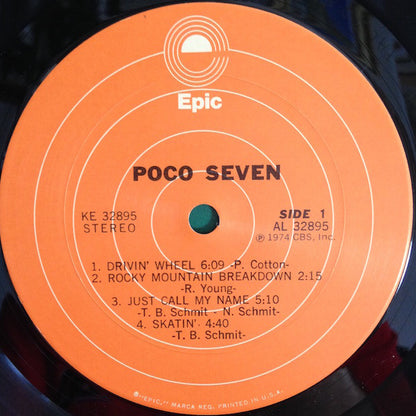 Epic
POCO SEVEN
KE 32895
STEREO
SIDE 1
AL 32895
Ⓟ 1974 CBS, Inc.
1. DRIVIN' WHEEL 6:09 -P. Cotton-
2. ROCKY MOUNTAIN BREAKDOWN 2:15
-R. Young-
3. JUST CALL MY NAME 5:10
-T. B. Schmit - N. Schmit-
4. SKATIN' 4:40
-T. B. Schmit-
®"EPIC," MARCA REG. PRINTED IN U.S.A.